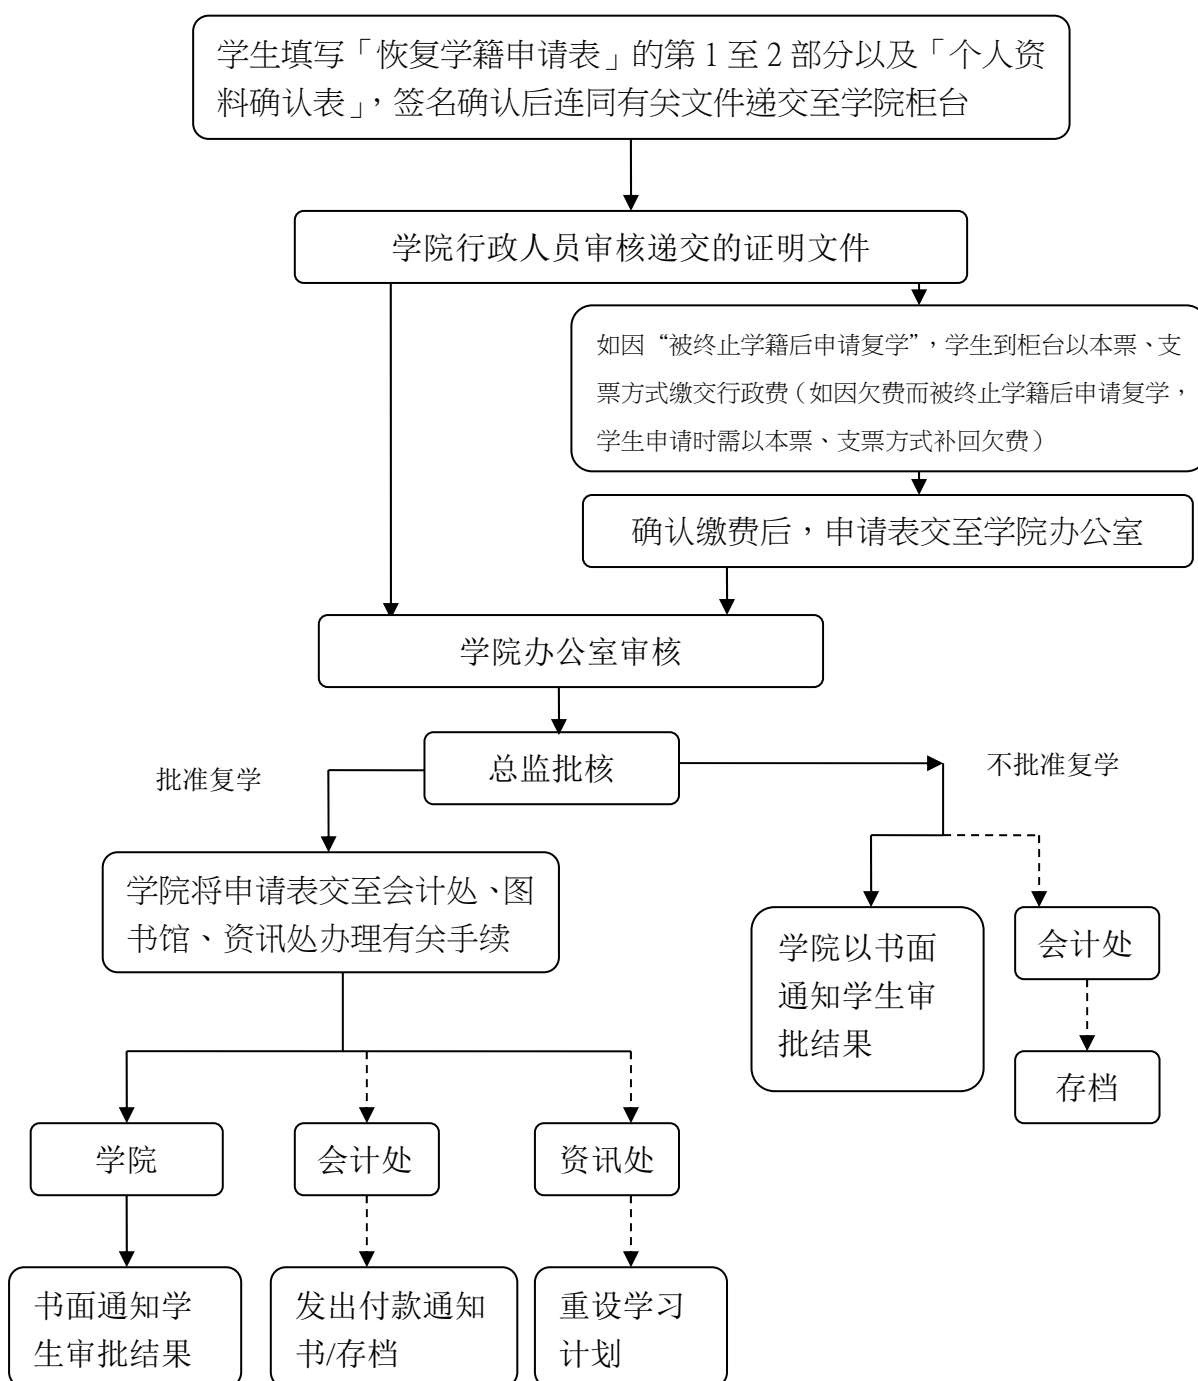 学生填写「恢复学籍申请表」的第 1 至 2 部分以及「个人资
料确认表」，签名确认后连同有关文件递交至学院柜台
学院行政人员审核递交的证明文件
如因“被终止学籍后申请复学”，学生到柜台以本票、支
票方式缴交行政费（如因欠费而被终止学籍后申请复学，
学生申请时需以本票、支票方式补回欠费）
确认缴费后，申请表交至学院办公室
学院办公室审核
总监批核
批准复学
不批准复学
学院将申请表交至会计处、图
书馆、资讯处办理有关手续
学院以书面
通知学生审
批结果
会计处
存档
学院
会计处
资讯处
书面通知学
生审批结果
发出付款通知
书/存档
重设学习
计划